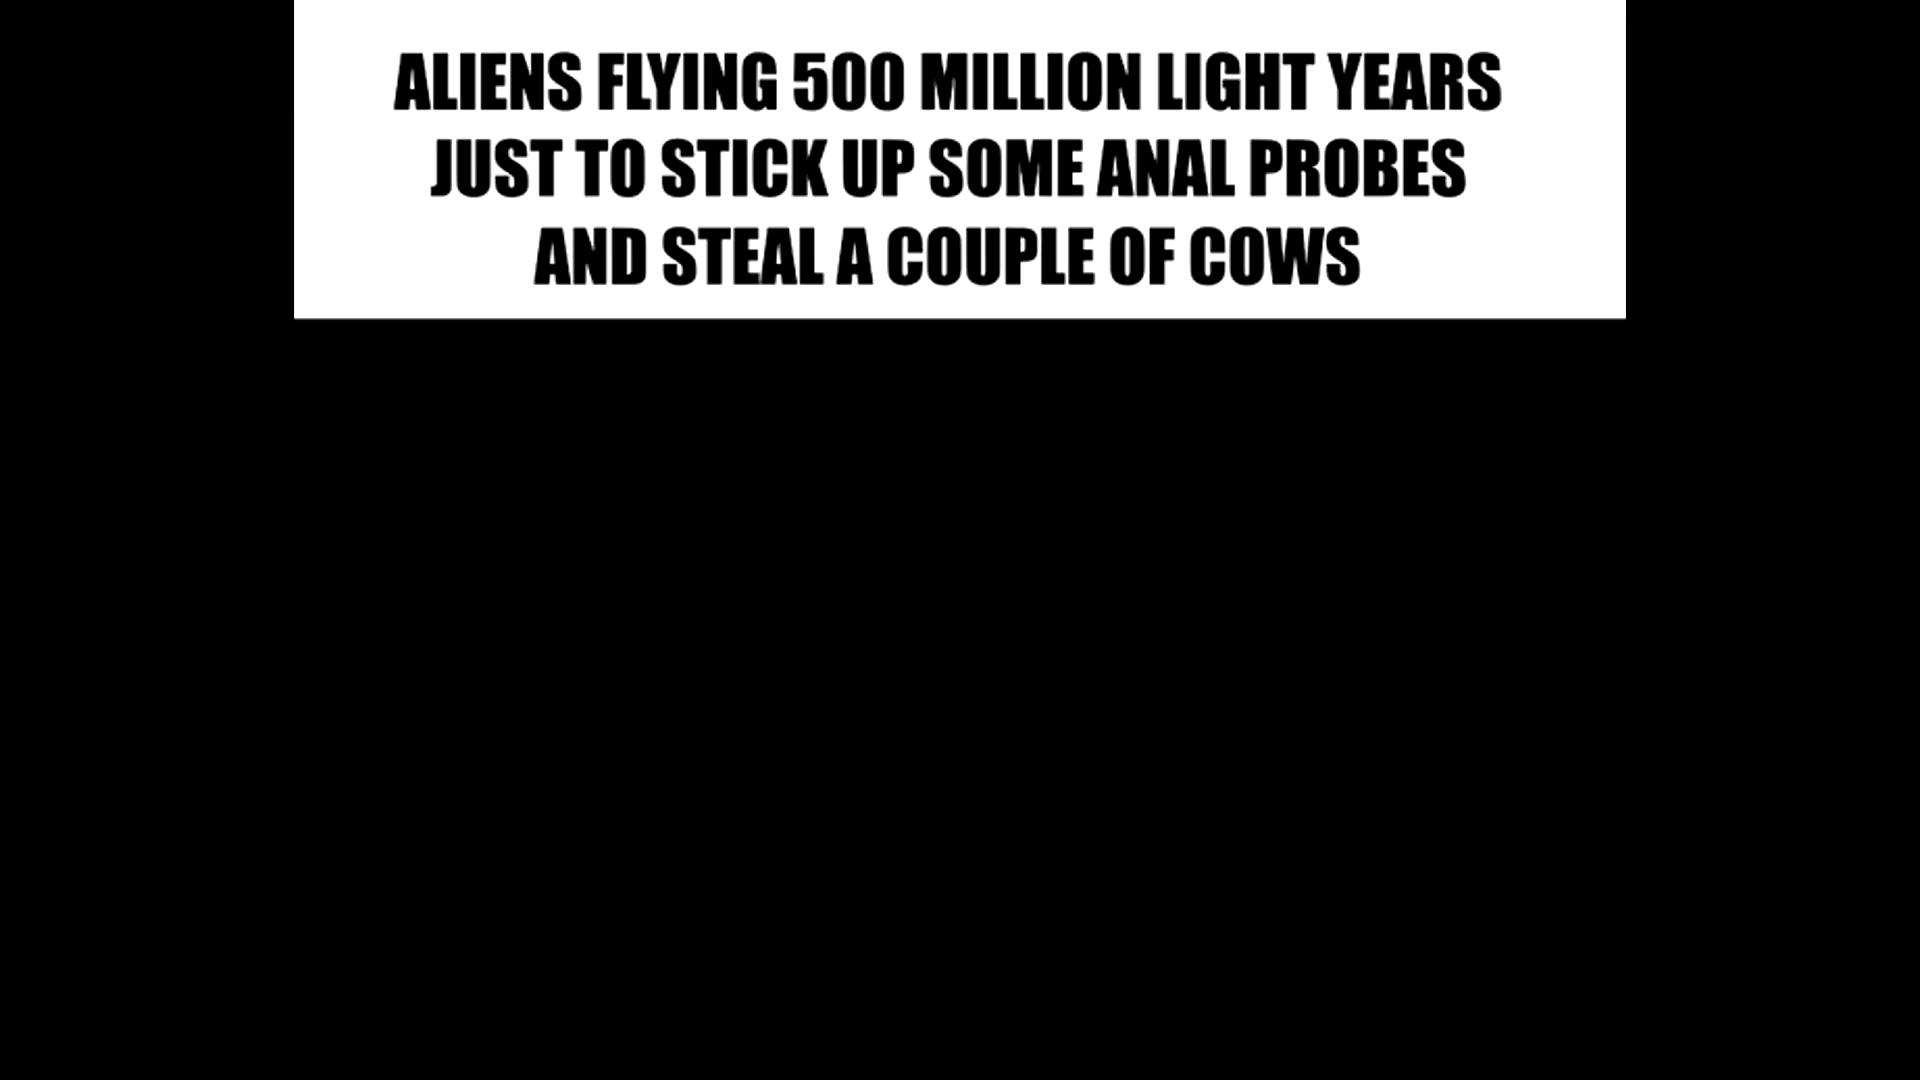 ALIENS FLYING 500 MILLION LIGHT YEARS
JUST TO STICK UP SOME ANAL PROBES
AND STEAL A COUPLE OF COWS